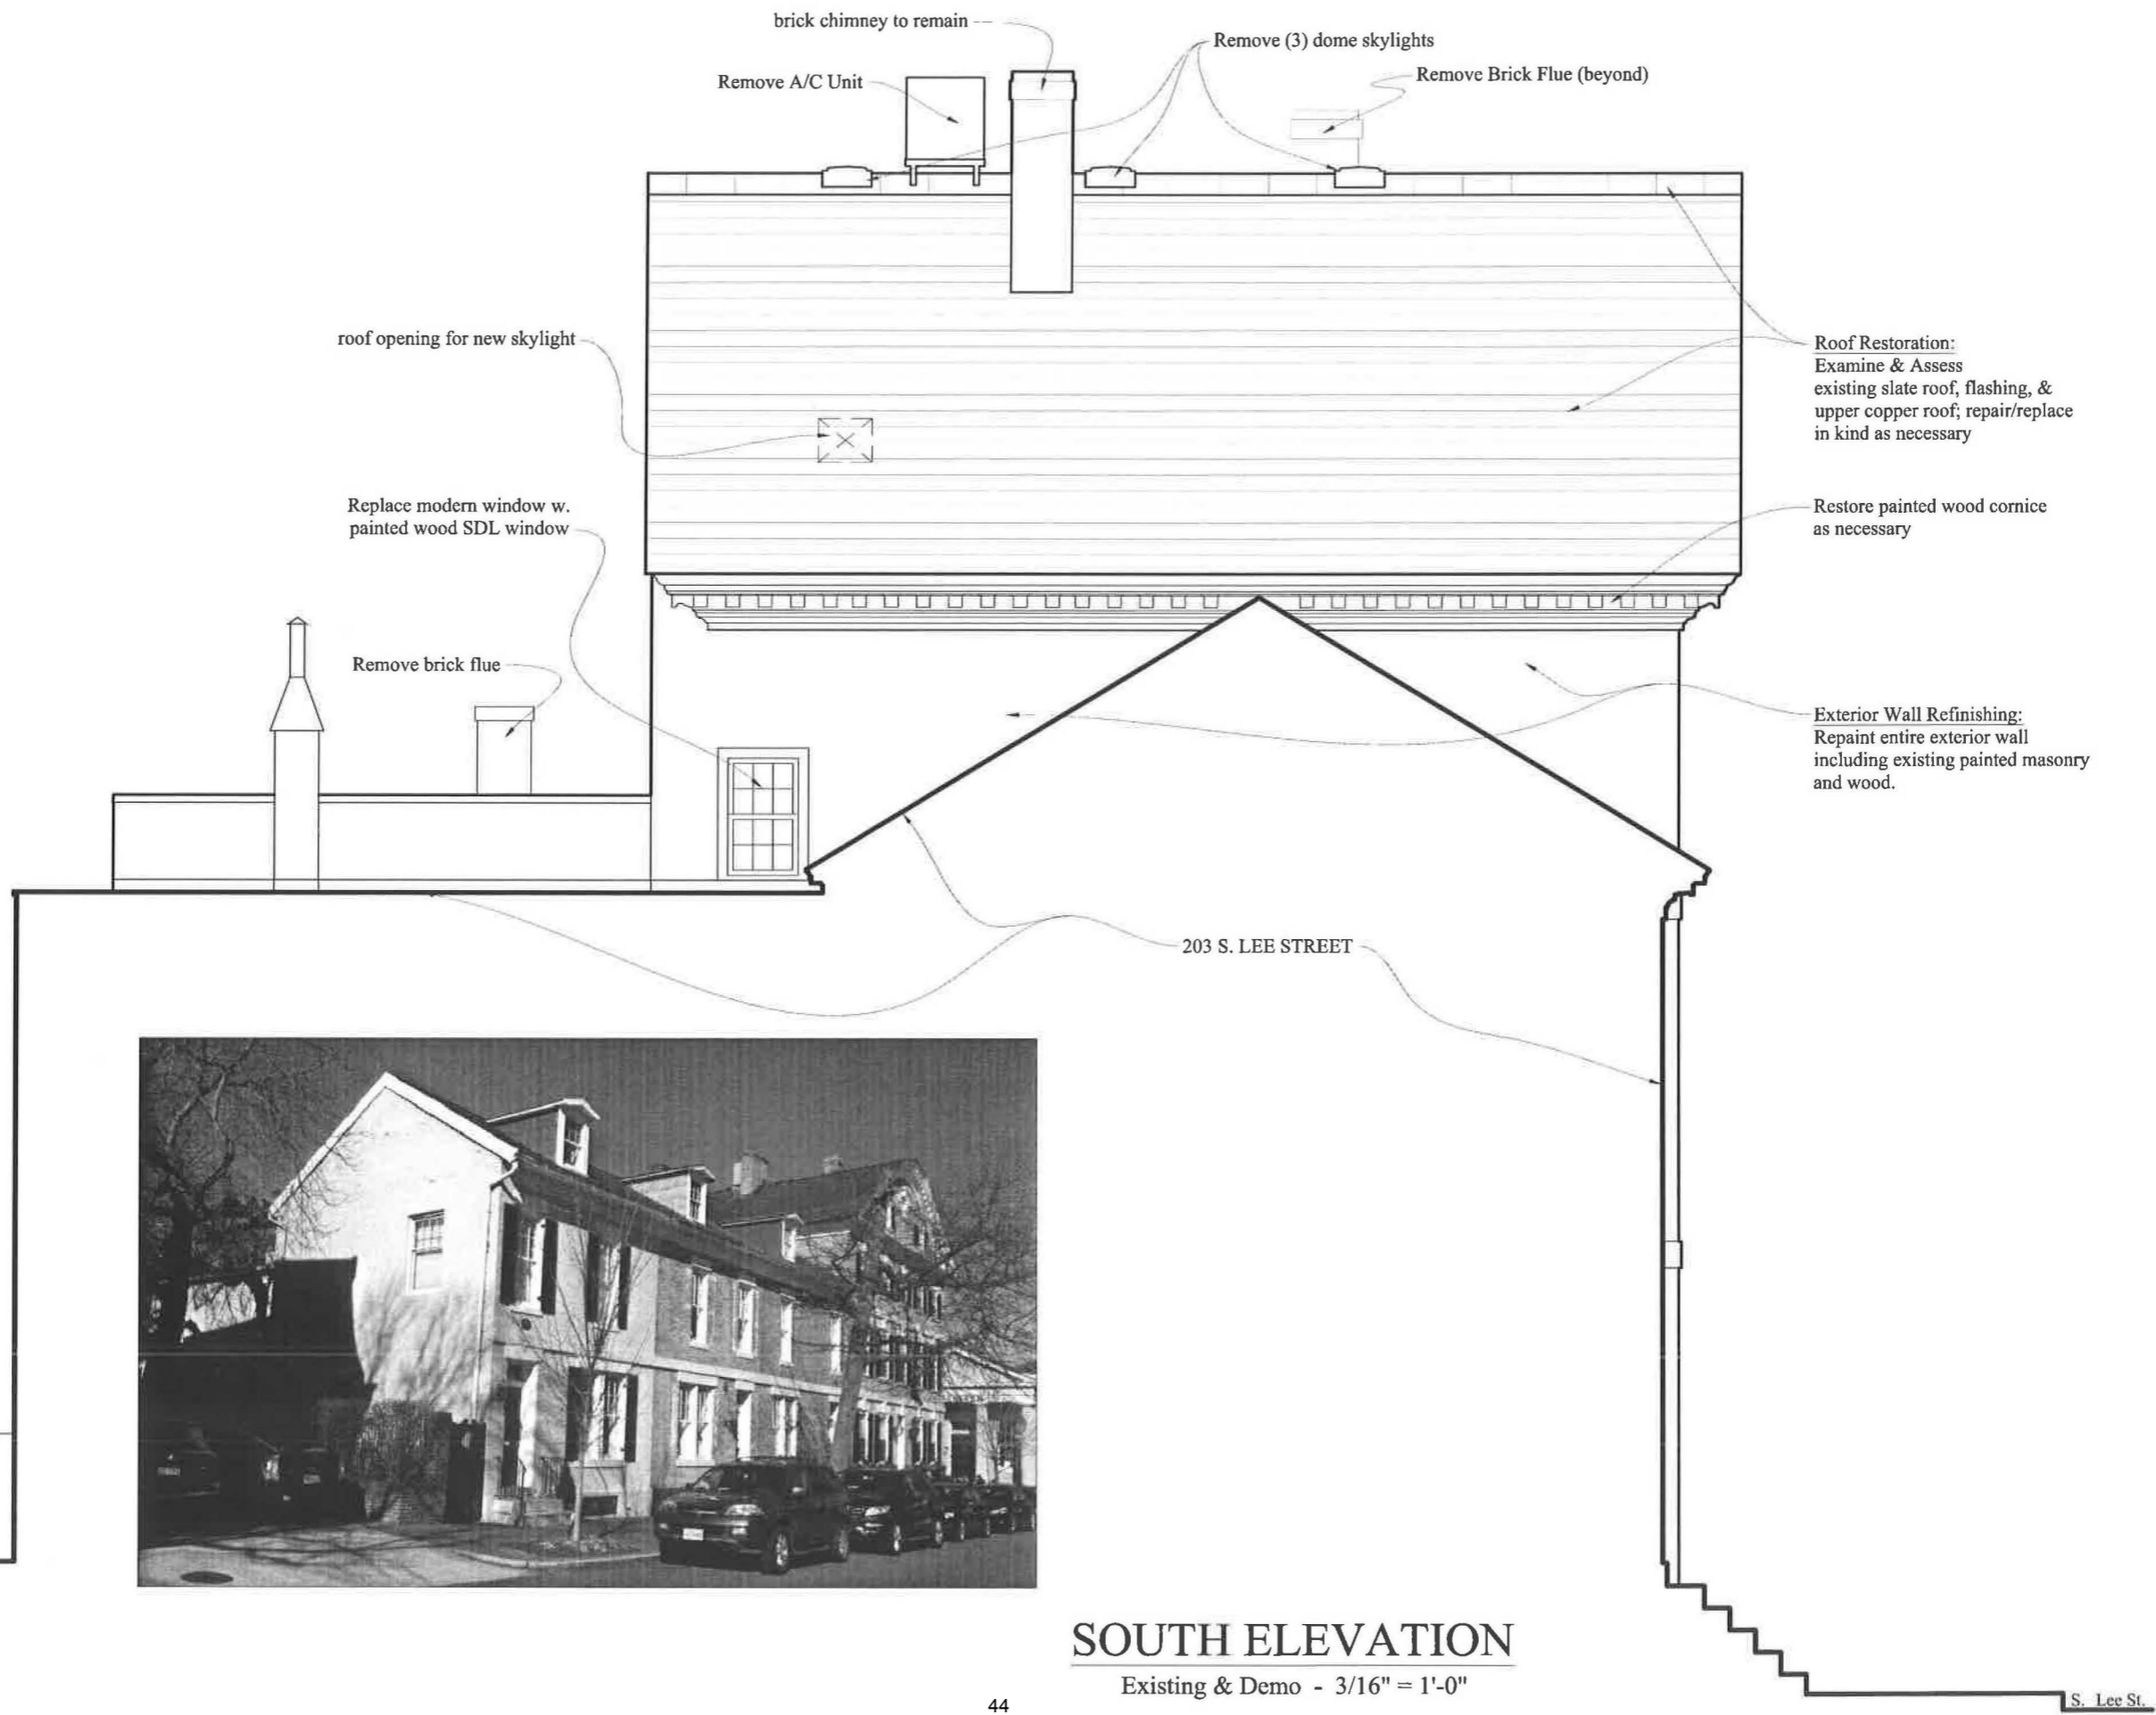 brick chimney to remain
Remove (3) dome skylights
Remove A/C Unit
Remove Brick Flue (beyond)
roof opening for new skylight
Roof Restoration:
Examine & Assess
existing slate roof, flashing, &
upper copper roof; repair/replace
in kind as necessary
Replace modern window w.
painted wood SDL window
Restore painted wood cornice
as necessary
Remove brick flue
Exterior Wall Refinishing:
Repaint entire exterior wall
including existing painted masonry
and wood.
203 S. LEE STREET
SOUTH ELEVATION
Existing & Demo - 3/16" = 1'-0"
44
S. Lee St.